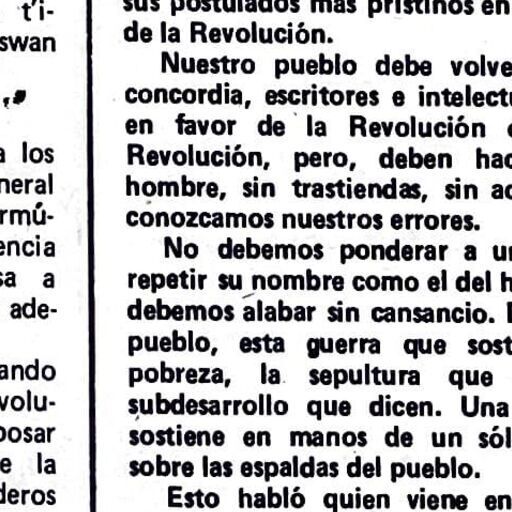 t'i-
swan
a los
neral
rmú-
encia
sa a
ade-
ando
volu-
posar
e la
deros
sus postulados más prístinos en
de la Revolución.
Nuestro pueblo debe volve
concordia, escritores e intelectu
en favor de la Revolución
Revolución, pero, deben hac
hombre, sin trastiendas, sin ac
conozcamos nuestros errores.
No debemos ponderar a un
repetir su nombre como el del h
debemos alabar sin cansancio.
pueblo, esta guerra que sost
pobreza, la sepultura que
subdesarrollo que dicen. Una
sostiene en manos de un sól
sobre las espaldas del pueblo.
Esto habló quien viene en